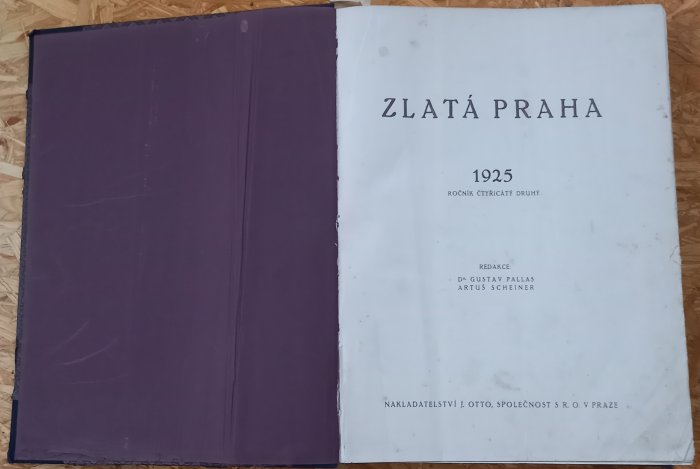 ZLATÁ PRAHA
1925
ROČNÍK ČTYŘICÁTÝ DRUHÝ.
REDAKCE:
Dr. GUSTAV PALLAS
ARTUŠ SCHEINER
NAKLADATELSTVÍ J. OTTO, SPOLEČNOST S R. O. V PRAZE